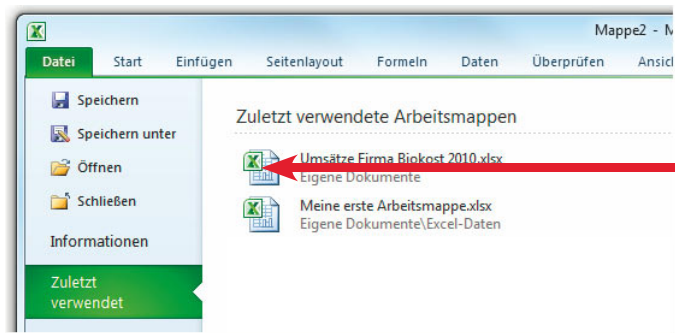 Mappe2 - M
Datei Start Einfügen Seitenlayout Formeln Daten Überprüfen Ansic
Speichern
Speichern unter
Öffnen
Schließen
Informationen
Zuletzt
verwendet
Zuletzt verwendete Arbeitsmappen
Umsätze Firma Biokost 2010.xlsx
Eigene Dokumente
Meine erste Arbeitsmappe.xlsx
Eigene Dokumente\Excel-Daten